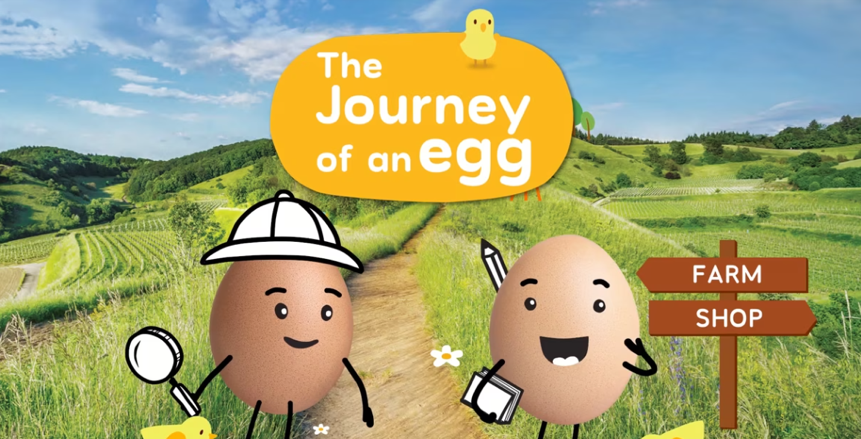 The
Journey
of an egg
FARM
SHOP